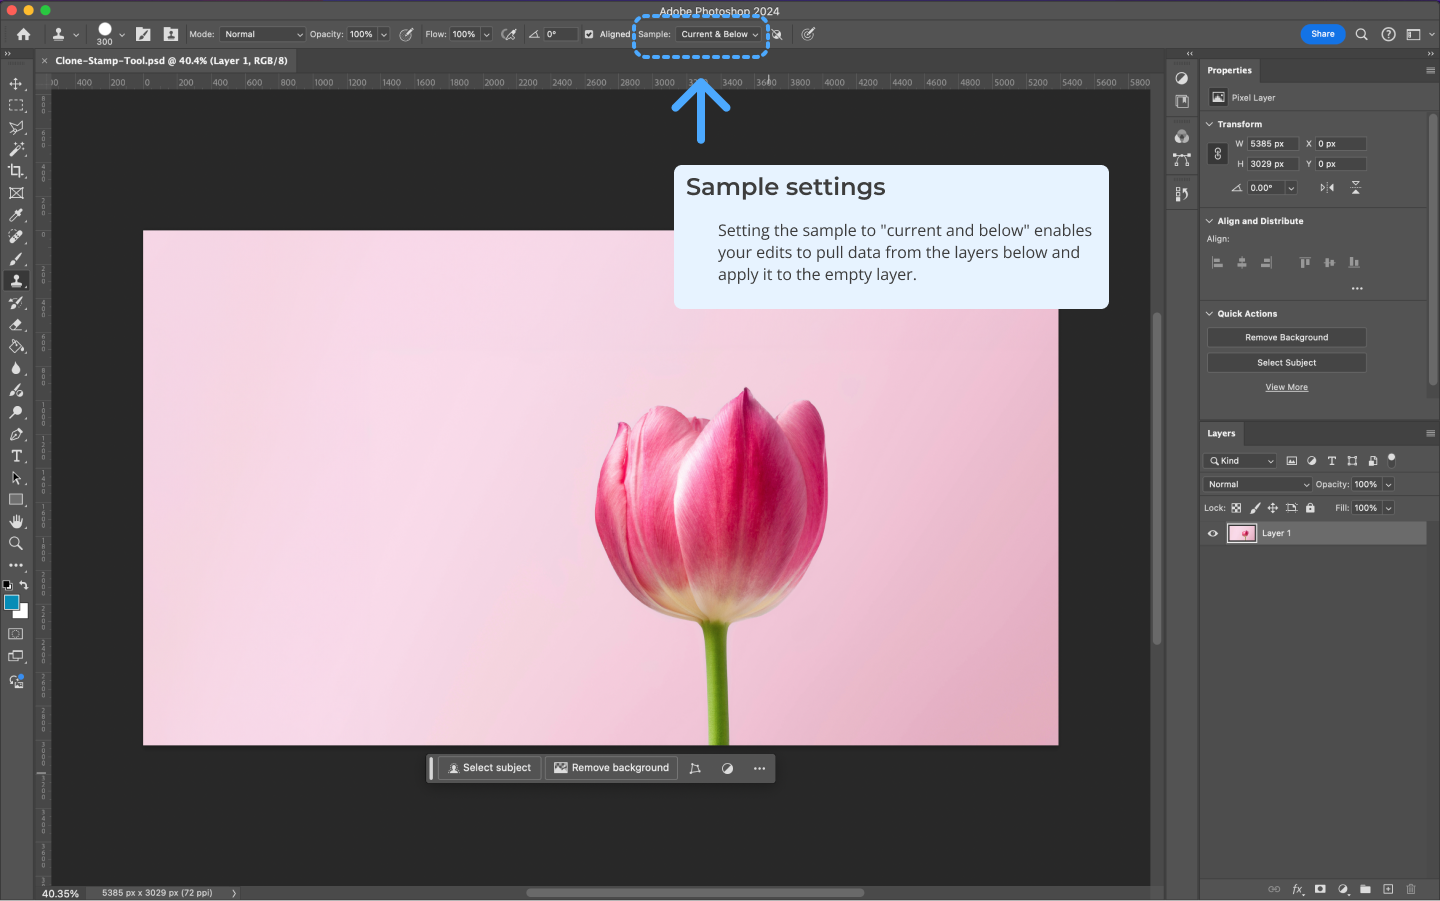 Adobe Photoshop 2024
300
Mode: Normal Opacity: 100% Flow: 100% 0° Aligned Sample: Current & Below Share
× Clone-Stamp-Tool.psd @ 40.4% (Layer 1, RGB/8)
400 200 0 200 400 600 800 1000 1200 1400 1600 1800 2000 2200 2400 2600 2800 3000 3400 3600 3800 4000 4200 4400 4600 4800 5000 5200 5400 5600 5800
Sample settings
Setting the sample to "current and below" enables
your edits to pull data from the layers below and
apply it to the empty layer.
Select subject Remove background
40.35% 5385 px x 3029 px (72 ppi)
Properties
Pixel Layer
Transform
W 5385 px X 0 px
H 3029 px Y 0 px
0.00°
Align and Distribute
Align:
Quick Actions
Remove Background
Select Subject
View More
Layers
Kind
Normal Opacity: 100%
Lock: Fill: 100%
Layer 1
fx